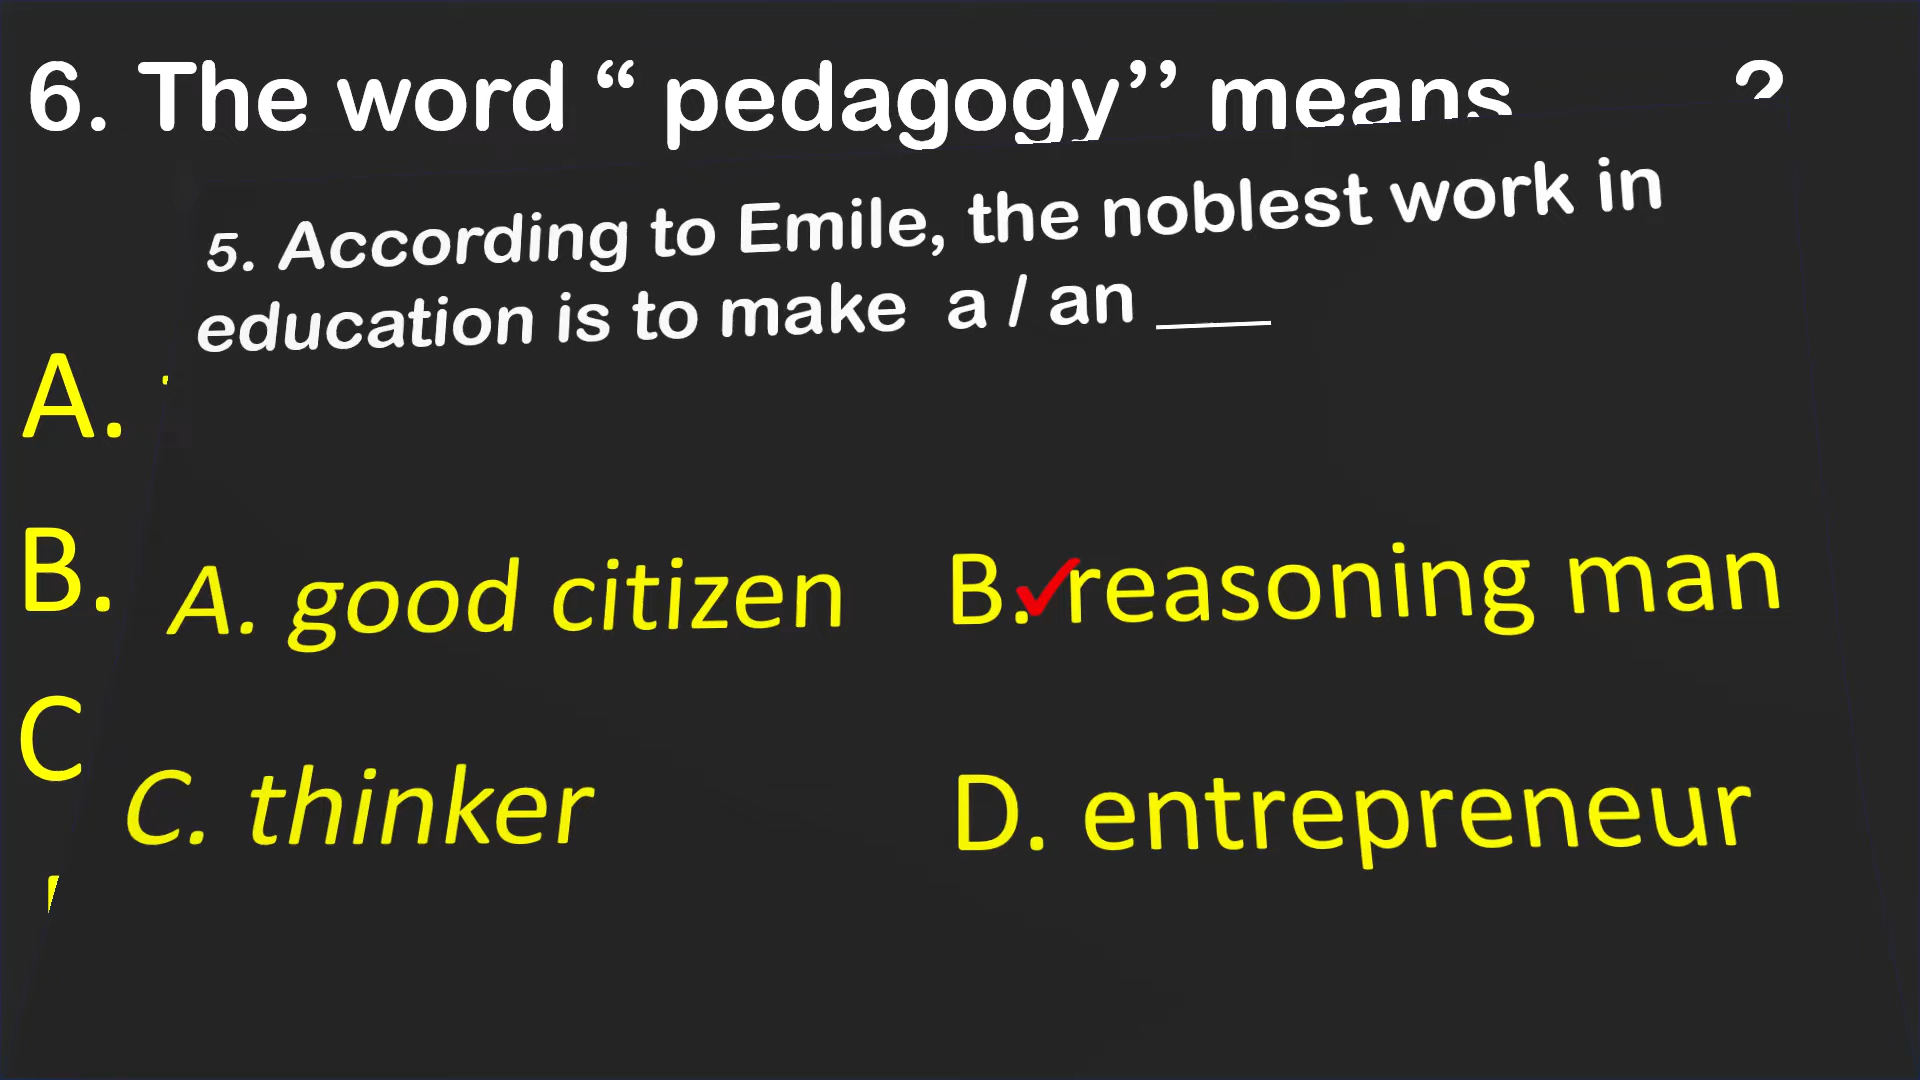 6. The word “ pedagogy’’ means ?
5. According to Emile, the noblest work in
education is to make a / an ____
A.
B.
A. good citizen B. reasoning man
C
C. thinker D. entrepreneur